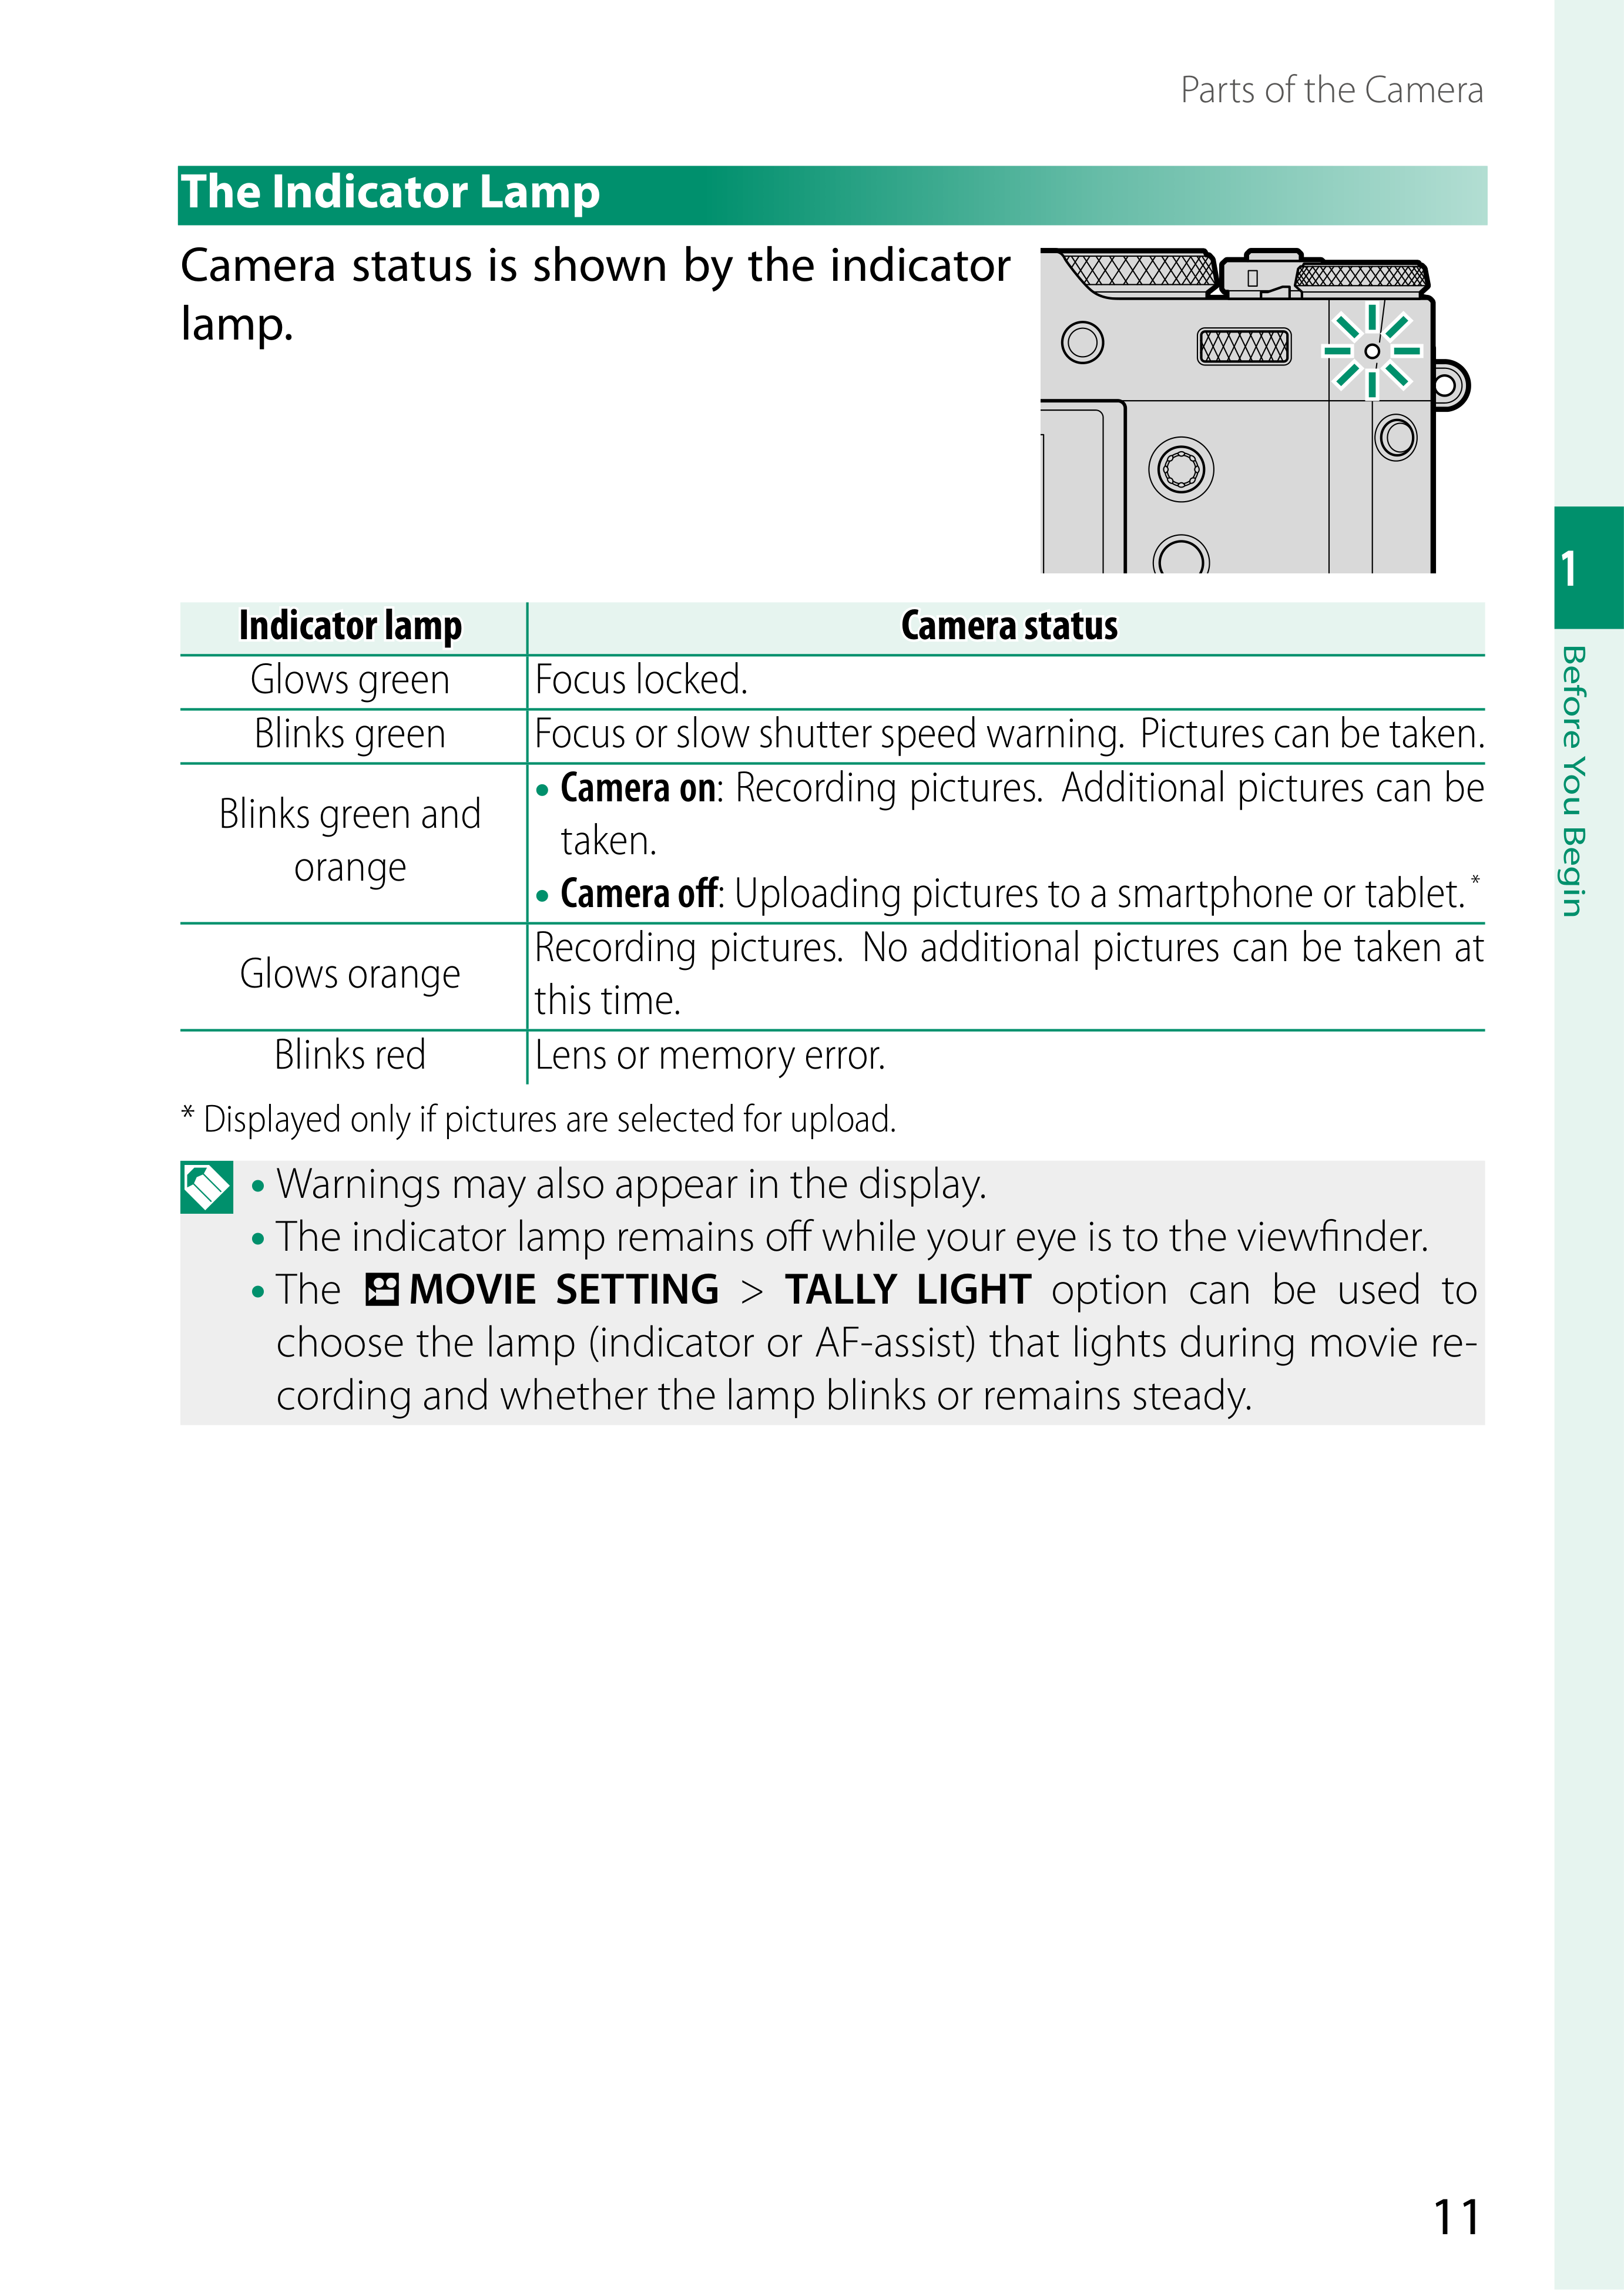 Parts of the Camera
The Indicator Lamp
Camera status is shown by the indicator
lamp.
Indicator lamp Camera status
Glows green Focus locked.
Blinks green Focus or slow shutter speed warning. Pictures can be taken.
Blinks green and
orange
• Camera on: Recording pictures. Additional pictures can be
taken.
• Camera off: Uploading pictures to a smartphone or tablet.*
Glows orange
Recording pictures. No additional pictures can be taken at
this time.
Blinks red Lens or memory error.
* Displayed only if pictures are selected for upload.
• Warnings may also appear in the display.
• The indicator lamp remains off while your eye is to the viewfinder.
• The MOVIE SETTING > TALLY LIGHT option can be used to
choose the lamp (indicator or AF-assist) that lights during movie re-
cording and whether the lamp blinks or remains steady.
1
Before You Begin
11